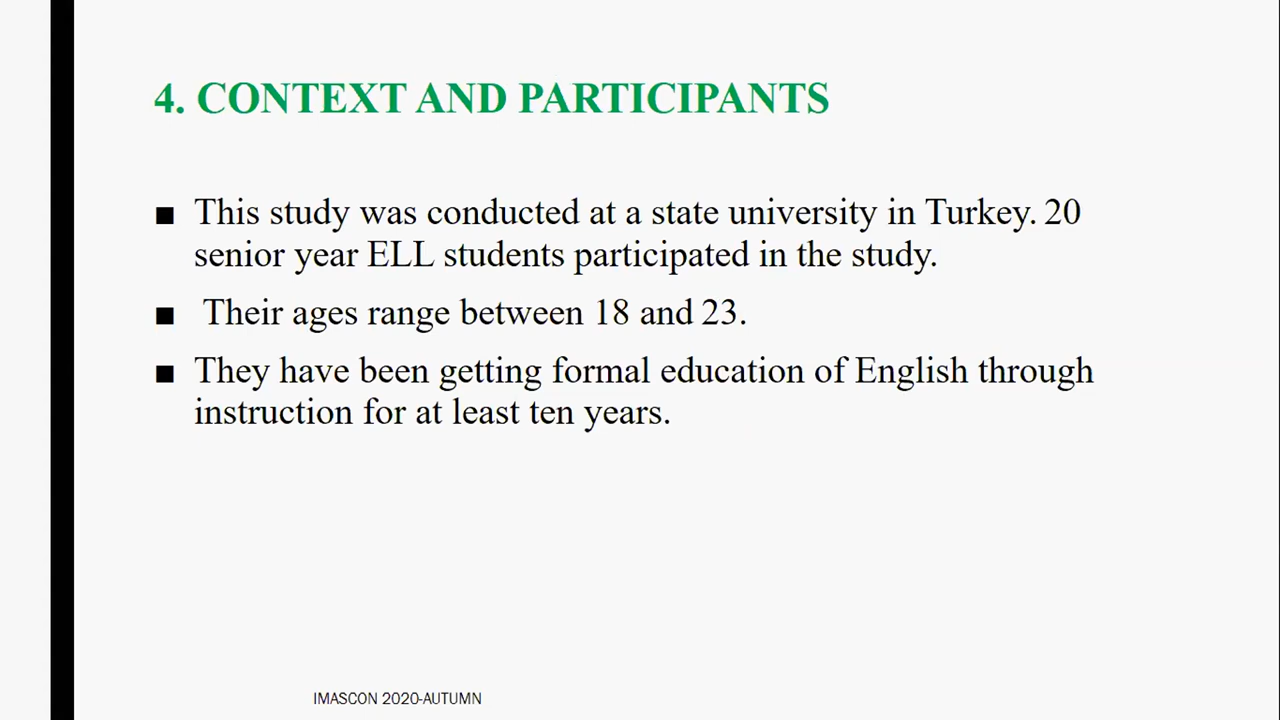 4. CONTEXT AND PARTICIPANTS
■ This study was conducted at a state university in Turkey. 20
senior year ELL students participated in the study.
■ Their ages range between 18 and 23.
■ They have been getting formal education of English through
instruction for at least ten years.
IMASCON 2020-AUTUMN